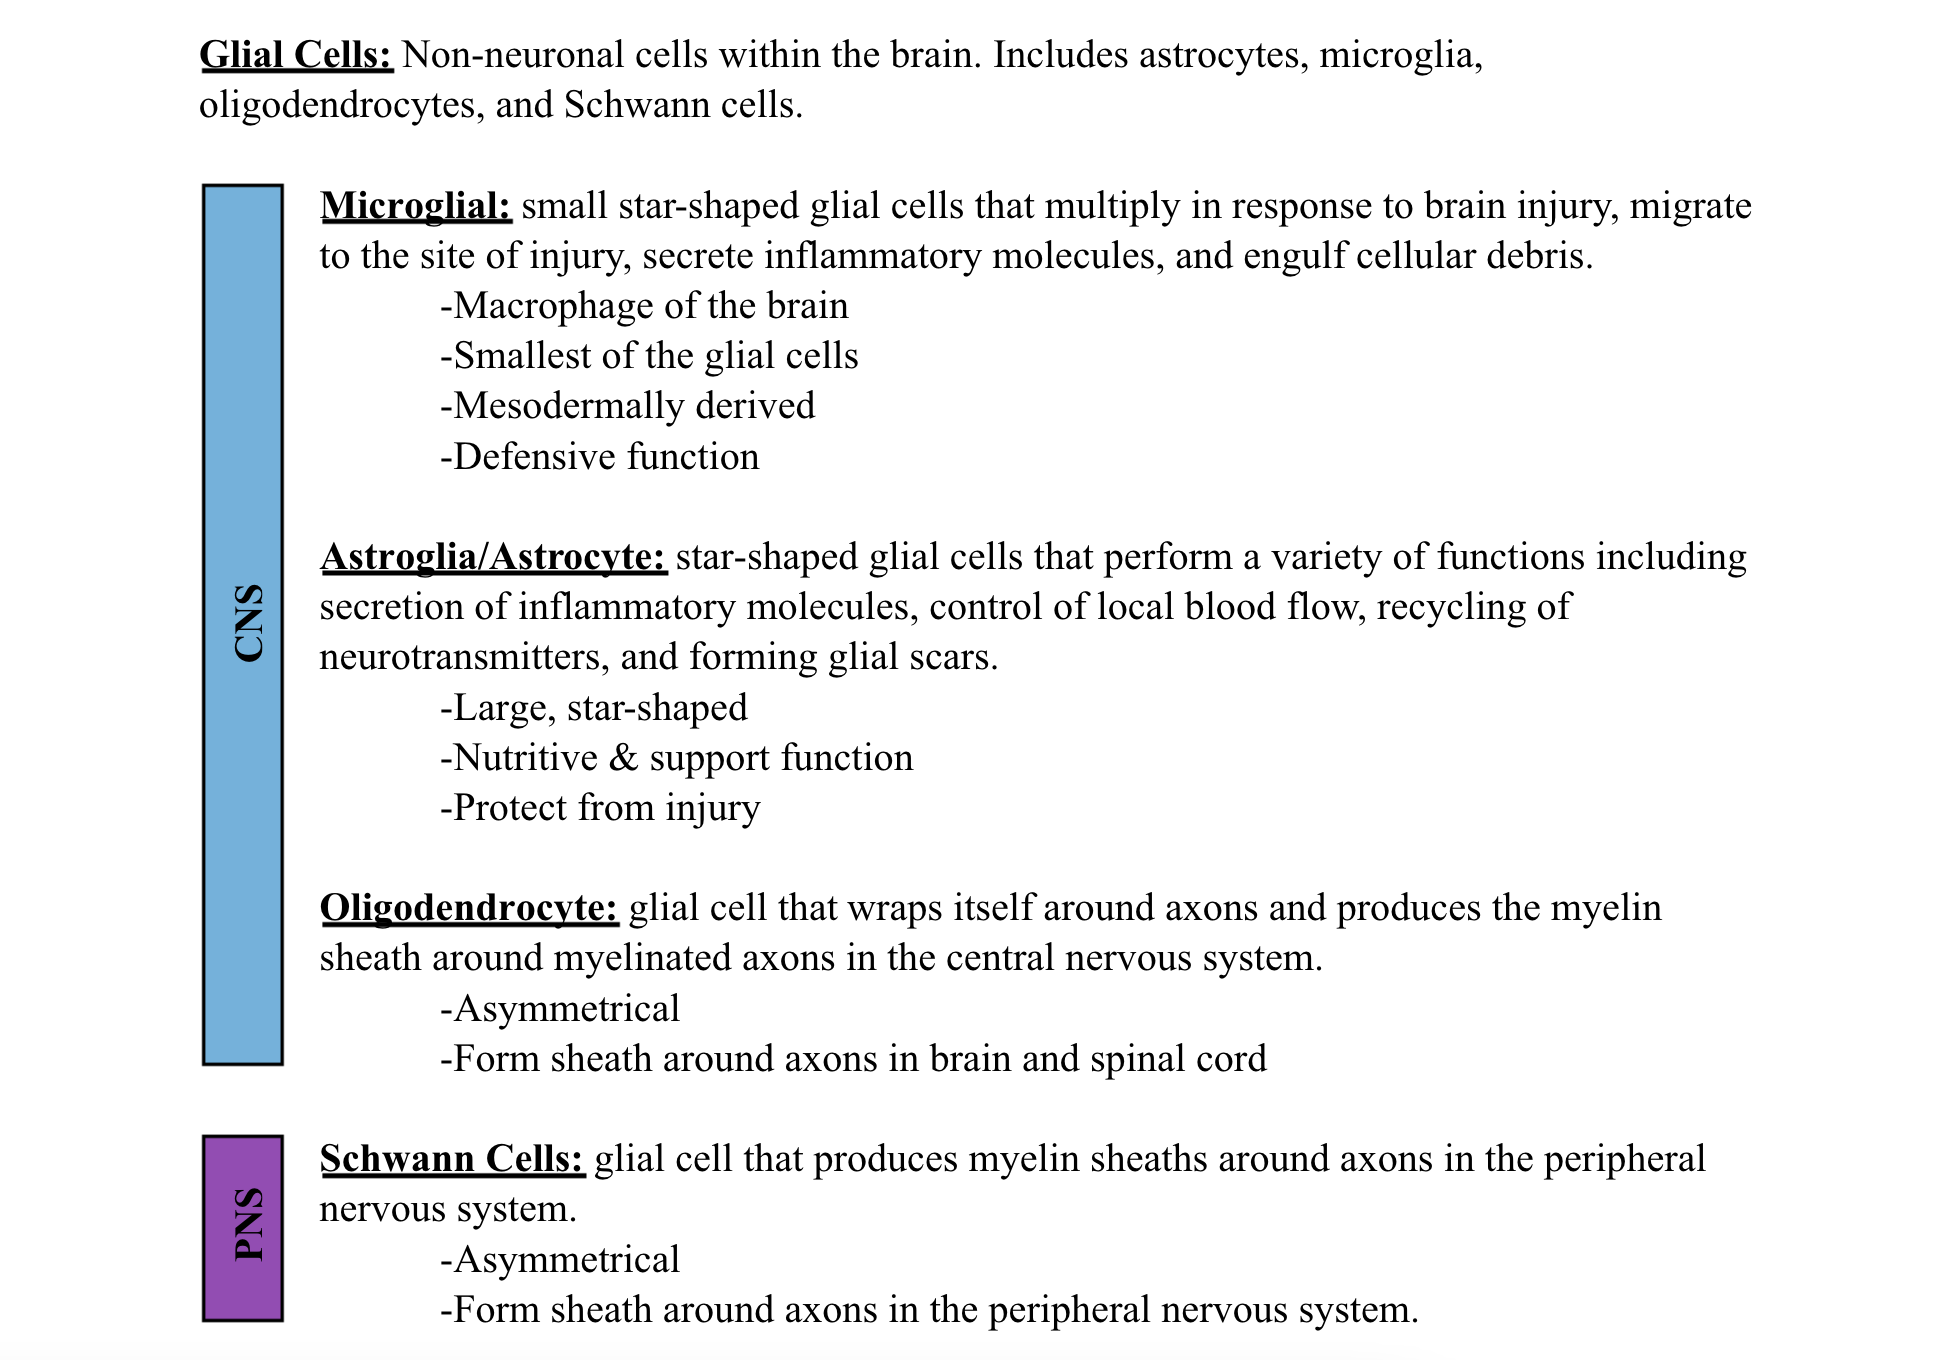 Glial Cells: Non-neuronal cells within the brain. Includes astrocytes, microglia,
oligodendrocytes, and Schwann cells.
CNS
Microglial: small star-shaped glial cells that multiply in response to brain injury, migrate
to the site of injury, secrete inflammatory molecules, and engulf cellular debris.
-Macrophage of the brain
-Smallest of the glial cells
-Mesodermally derived
-Defensive function
Astroglia/Astrocyte: star-shaped glial cells that perform a variety of functions including
secretion of inflammatory molecules, control of local blood flow, recycling of
neurotransmitters, and forming glial scars.
-Large, star-shaped
-Nutritive & support function
-Protect from injury
Oligodendrocyte: glial cell that wraps itself around axons and produces the myelin
sheath around myelinated axons in the central nervous system.
-Asymmetrical
-Form sheath around axons in brain and spinal cord
PNS
Schwann Cells: glial cell that produces myelin sheaths around axons in the peripheral
nervous system.
-Asymmetrical
-Form sheath around axons in the peripheral nervous system.